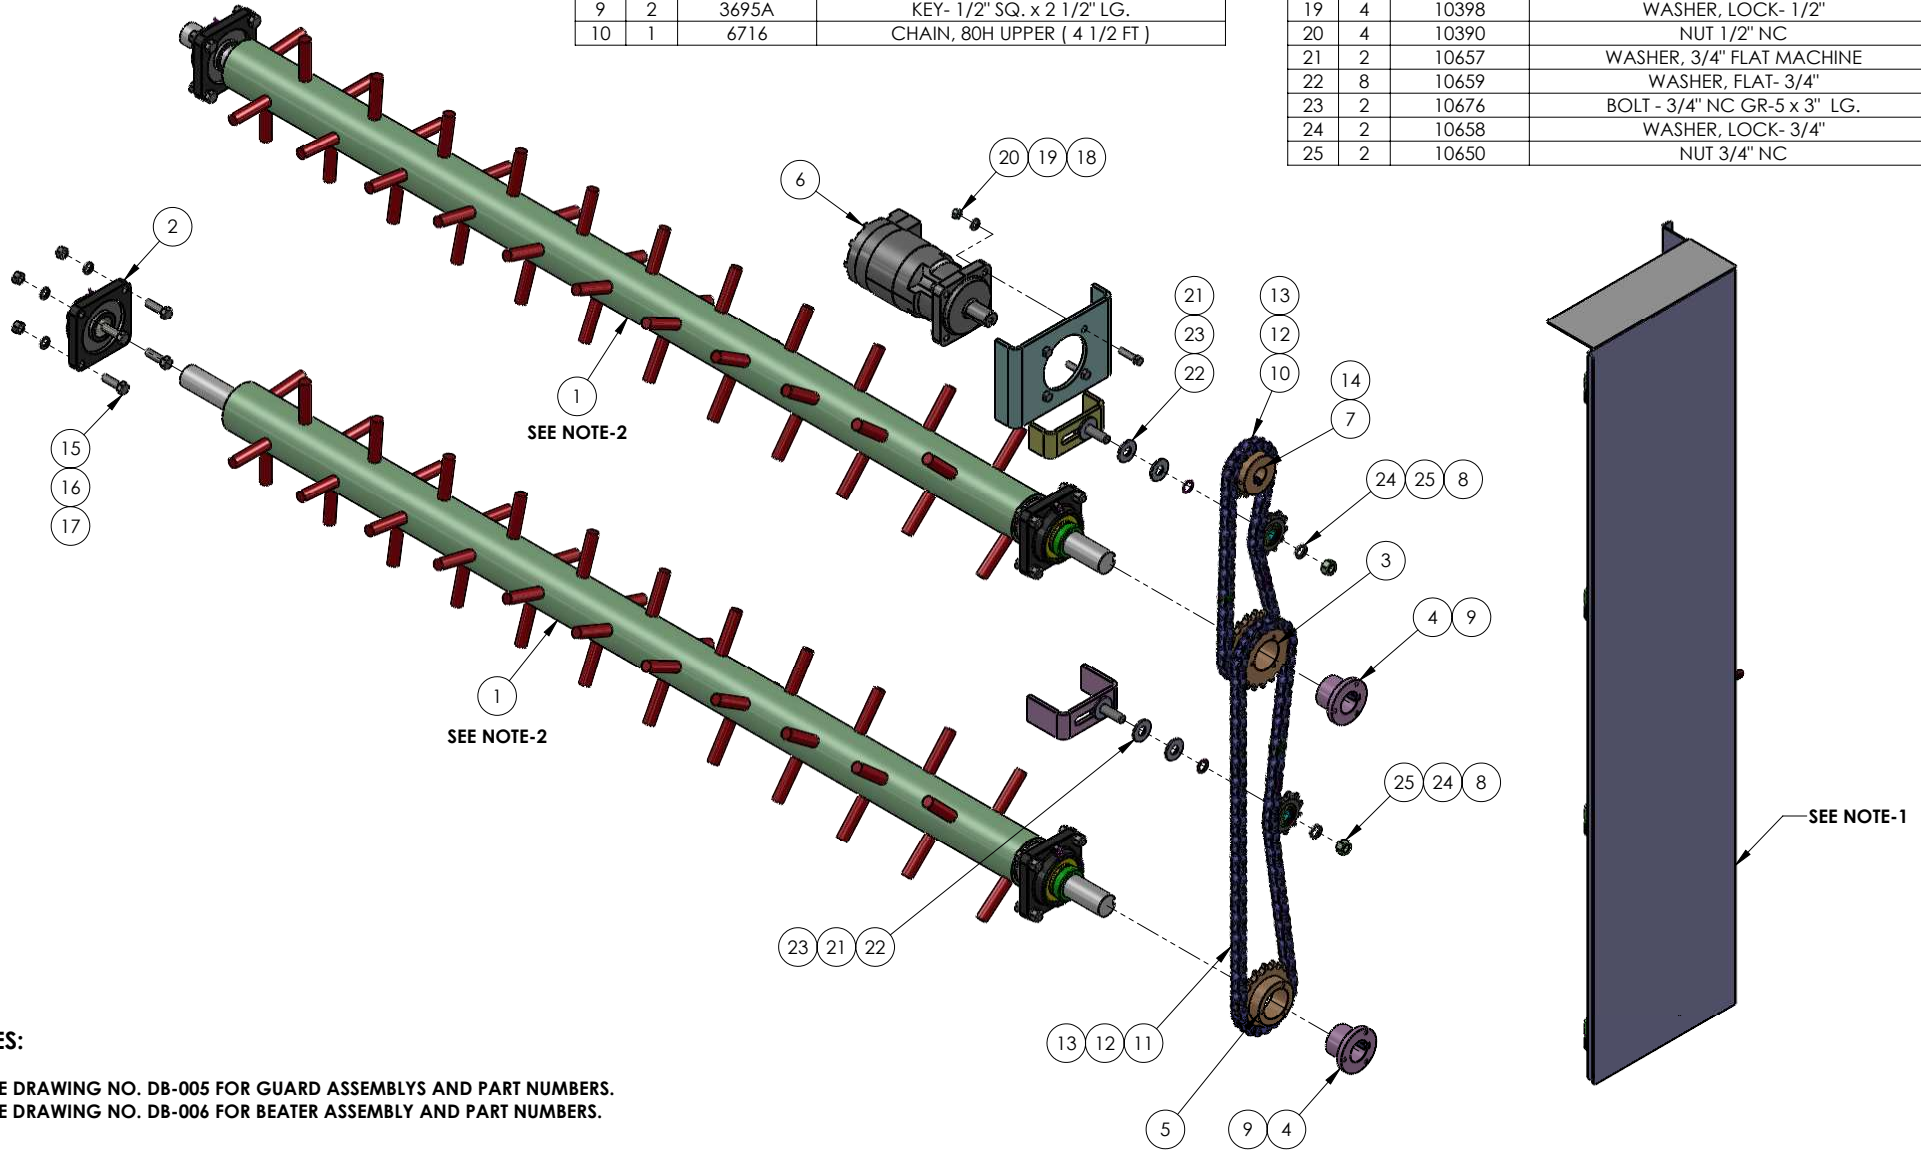 9 2 3695A KEY- 1/2" SQ. x 2 1/2" LG.
10 1 6716 CHAIN, 80H UPPER ( 4 1/2 FT )
19 4 10398 WASHER, LOCK- 1/2"
20 4 10390 NUT 1/2" NC
21 2 10657 WASHER, 3/4" FLAT MACHINE
22 8 10659 WASHER, FLAT- 3/4"
23 2 10676 BOLT - 3/4" NC GR-5 x 3" LG.
24 2 10658 WASHER, LOCK- 3/4"
25 2 10650 NUT 3/4" NC
20 19 18
6
2
21
23
22
13
12
10
14
7
1
SEE NOTE-2
15
16
17
24 25 8
3
4 9
1
SEE NOTE-2
25 24 8
SEE NOTE-1
23 21 22
13 12 11
5
9 4
ES:
E DRAWING NO. DB-005 FOR GUARD ASSEMBLYS AND PART NUMBERS.
E DRAWING NO. DB-006 FOR BEATER ASSEMBLY AND PART NUMBERS.